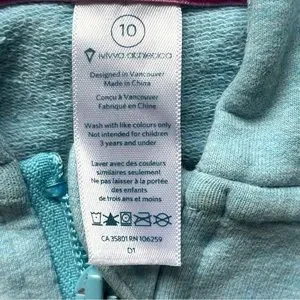 10
ivivva athletica
Designed in Vancouver
Made in China
Conçu à Vancouver
Fabriqué en Chine
Wash with like colours only
Not intended for children
3 years and under
Laver avec des couleurs
similaires seulement
Ne pas laisser à la portée
des enfants
de trois ans et moins
CA 35801 RN 106259
D1